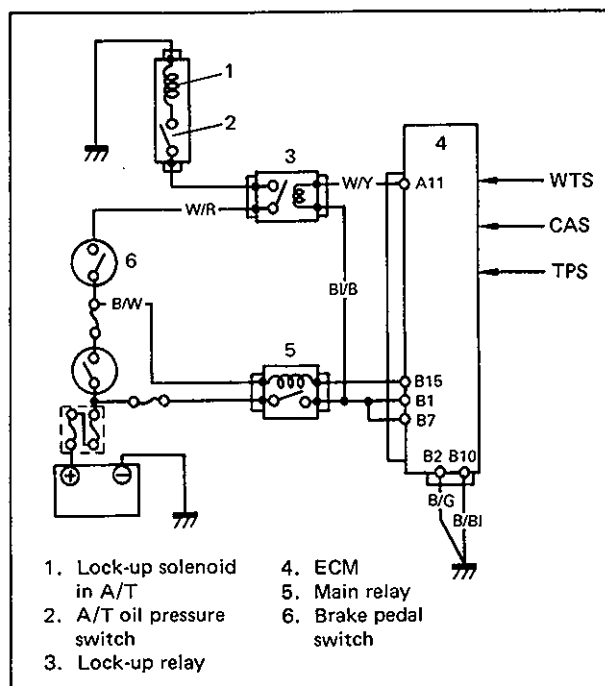 1
2
3
4
W/Y
A11
WTS
W/R
CAS
6
TPS
B/W
Bl/B
5
B15
B1
B7
B2 B10
B/G
B/Bl
+
−
1. Lock-up solenoid
in A/T
2. A/T oil pressure
switch
3. Lock-up relay
4. ECM
5. Main relay
6. Brake pedal
switch